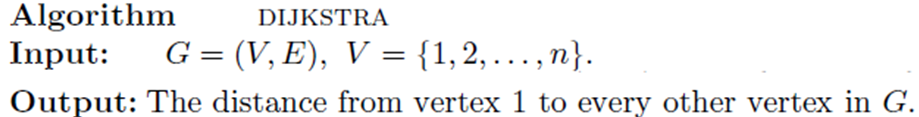 Algorithm DIJKSTRA
Input: G = (V, E), V = {1, 2, . . . , n}.
Output: The distance from vertex 1 to every other vertex in G.